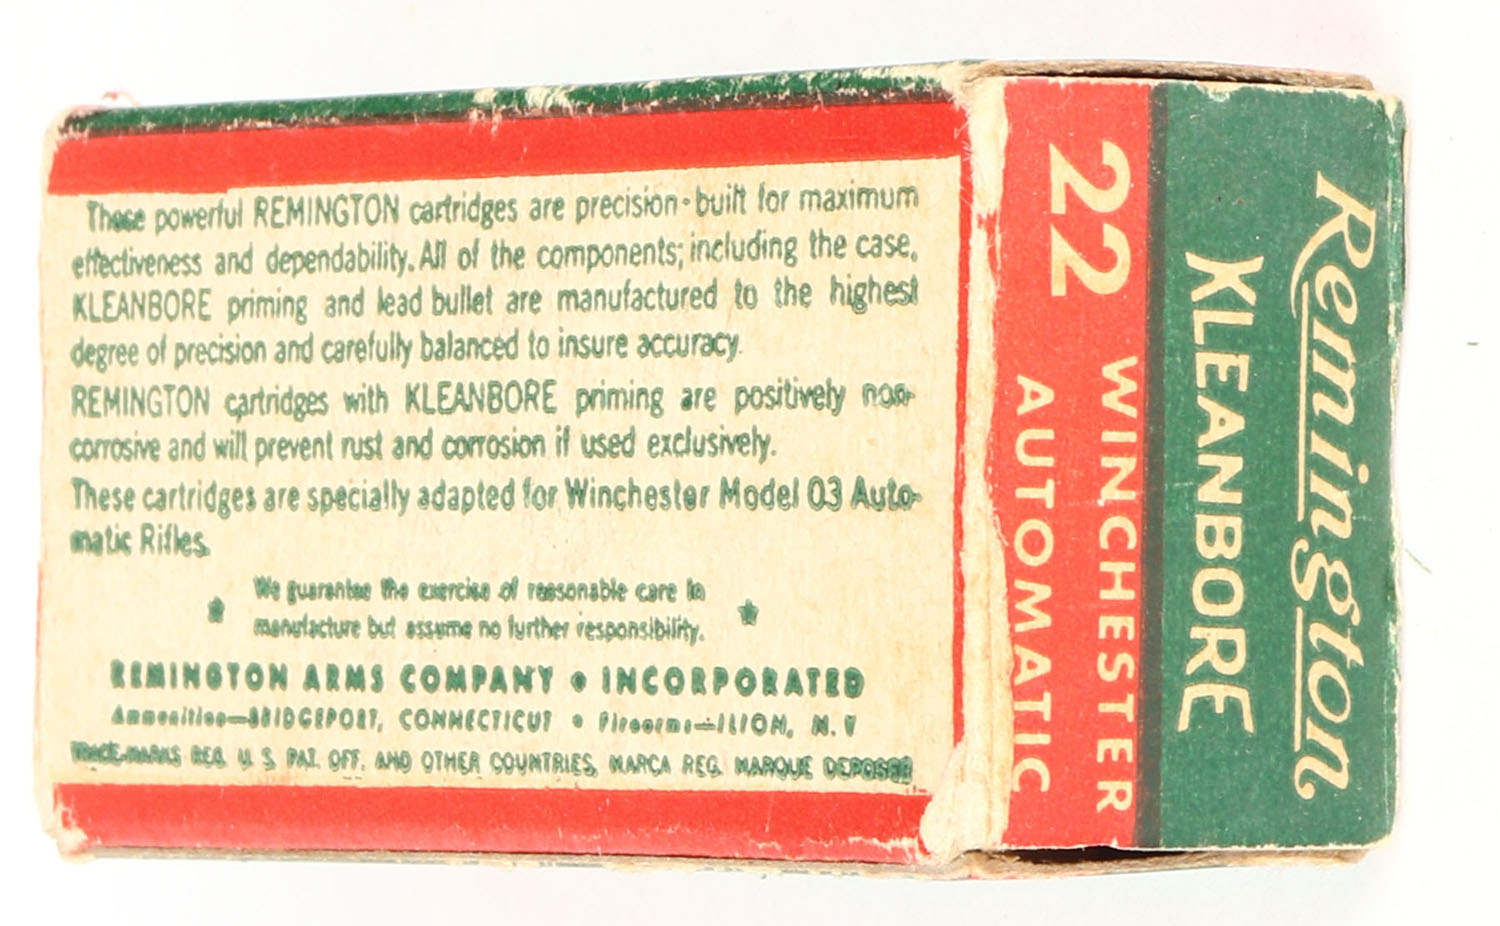 These powerful REMINGTON cartridges are precision-built for maximum
effectiveness and dependability. All of the components; including the case,
KLEANBORE priming and lead bullet are manufactured to the highest
degree of precision and carefully balanced to insure accuracy.
REMINGTON cartridges with KLEANBORE priming are positively non-
corrosive and will prevent rust and corrosion if used exclusively.
These cartridges are specially adapted for Winchester Model 03 Auto-
matic Rifles.
We guarantee the exercise of reasonable care in
manufacture but assume no further responsibility.
REMINGTON ARMS COMPANY • INCORPORATED
Ammunition—BRIDGEPORT, CONNECTICUT • Firearms—ILION, N. Y
TRADE-MARKS REG. U. S. PAT. OFF. AND OTHER COUNTRIES, MARCA REG. MARQUE DEPOSEE
Remington
KLEANBORE
22 WINCHESTER
AUTOMATIC